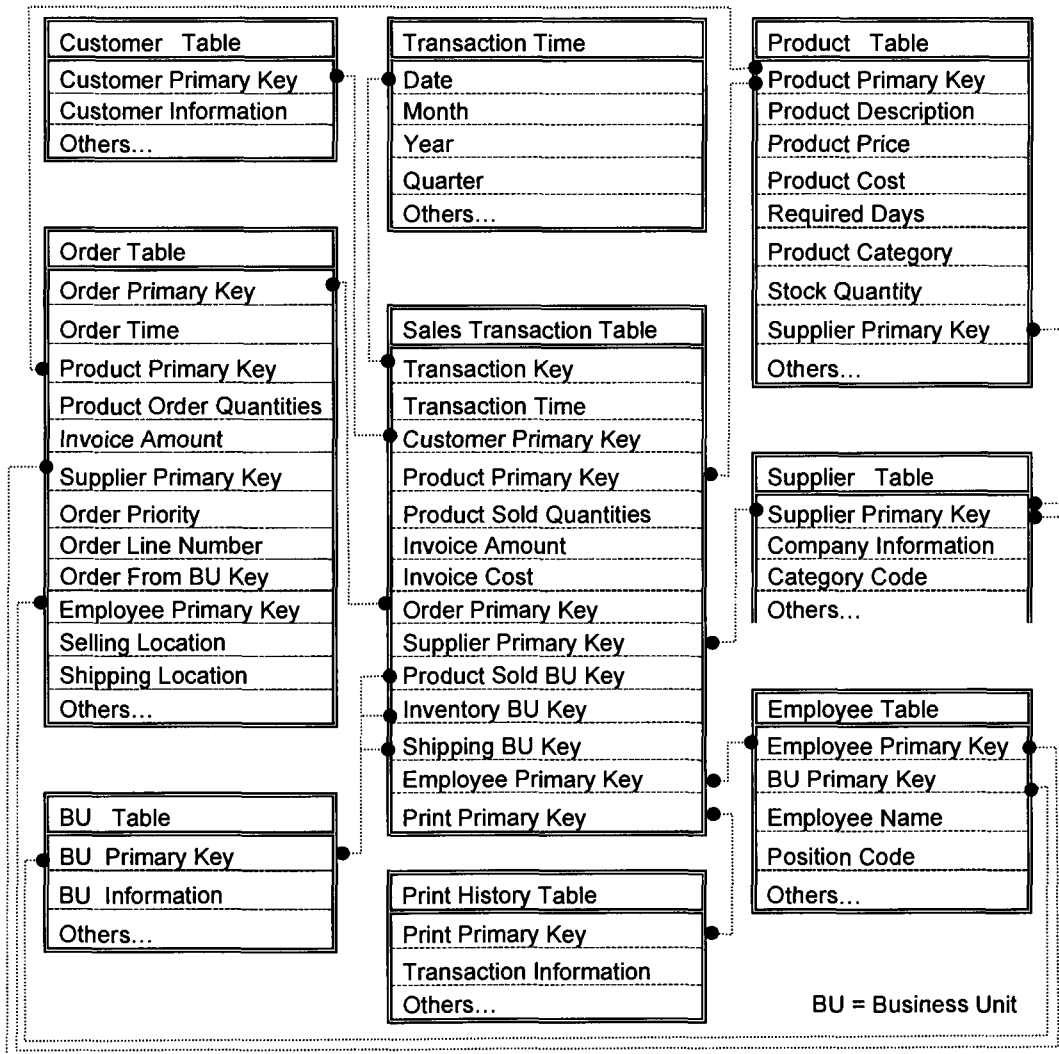 Customer Table
Customer Primary Key
Customer Information
Others...
Transaction Time
Date
Month
Year
Quarter
Others...
Product Table
Product Primary Key
Product Description
Product Price
Product Cost
Required Days
Product Category
Stock Quantity
Supplier Primary Key
Others...
Order Table
Order Primary Key
Order Time
Product Primary Key
Product Order Quantities
Invoice Amount
Supplier Primary Key
Order Priority
Order Line Number
Order From BU Key
Employee Primary Key
Selling Location
Shipping Location
Others...
Sales Transaction Table
Transaction Key
Transaction Time
Customer Primary Key
Product Primary Key
Product Sold Quantities
Invoice Amount
Invoice Cost
Order Primary Key
Supplier Primary Key
Product Sold BU Key
Inventory BU Key
Shipping BU Key
Employee Primary Key
Print Primary Key
Supplier Table
Supplier Primary Key
Company Information
Category Code
Others...
Employee Table
Employee Primary Key
BU Primary Key
Employee Name
Position Code
Others...
BU Table
BU Primary Key
BU Information
Others...
Print History Table
Print Primary Key
Transaction Information
Others...
BU = Business Unit